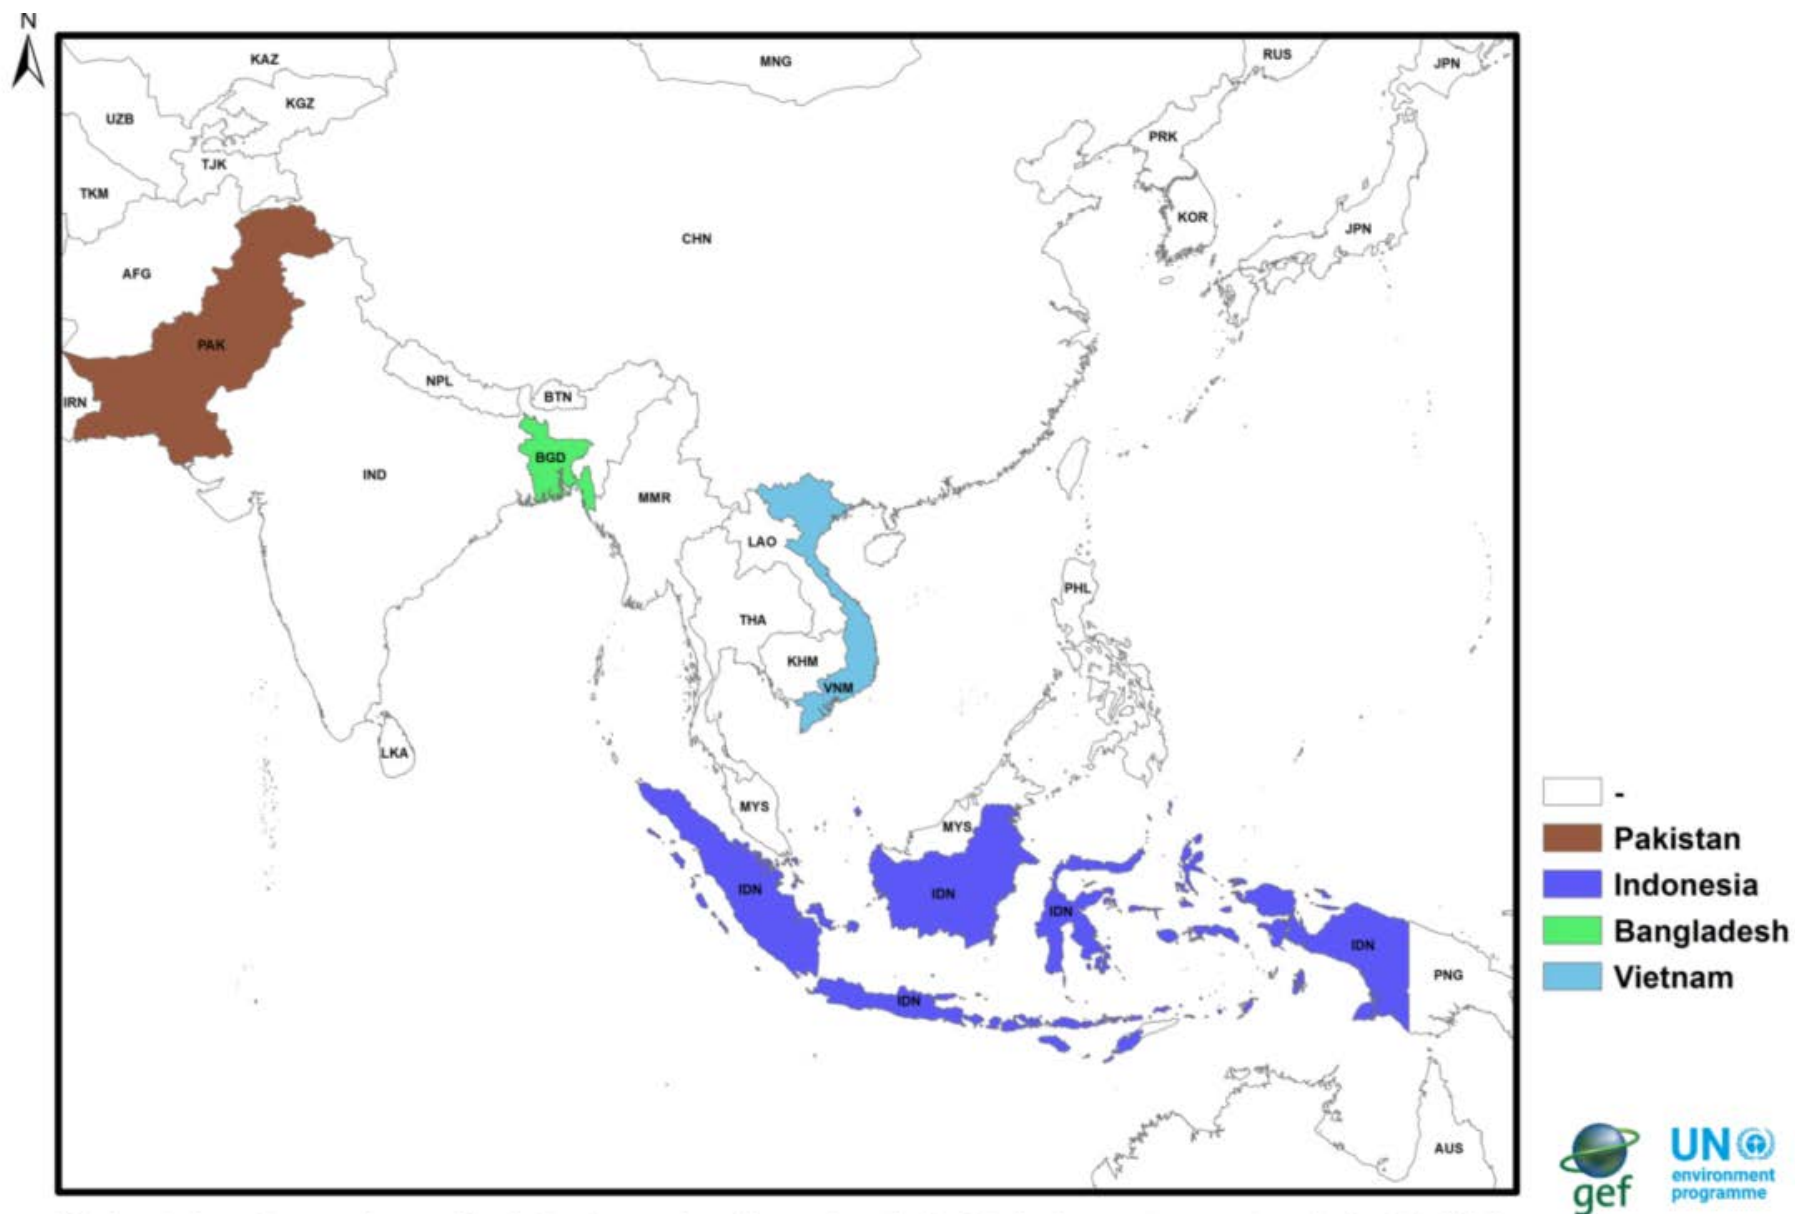 N
KAZ
MNG
RUS
JPN
KGZ
UZB
PRK
TJK
TKM
KOR
JPN
CHN
AFG
PAK
NPL
BTN
IRN
BGD
IND
MMR
LAO
PHL
THA
KHM
VNM
LKA
MYS
MYS
IDN
IDN
IDN
IDN
PNG
IDN
AUS
-
Pakistan
Indonesia
Bangladesh
Vietnam
gef
UN
environment
programme